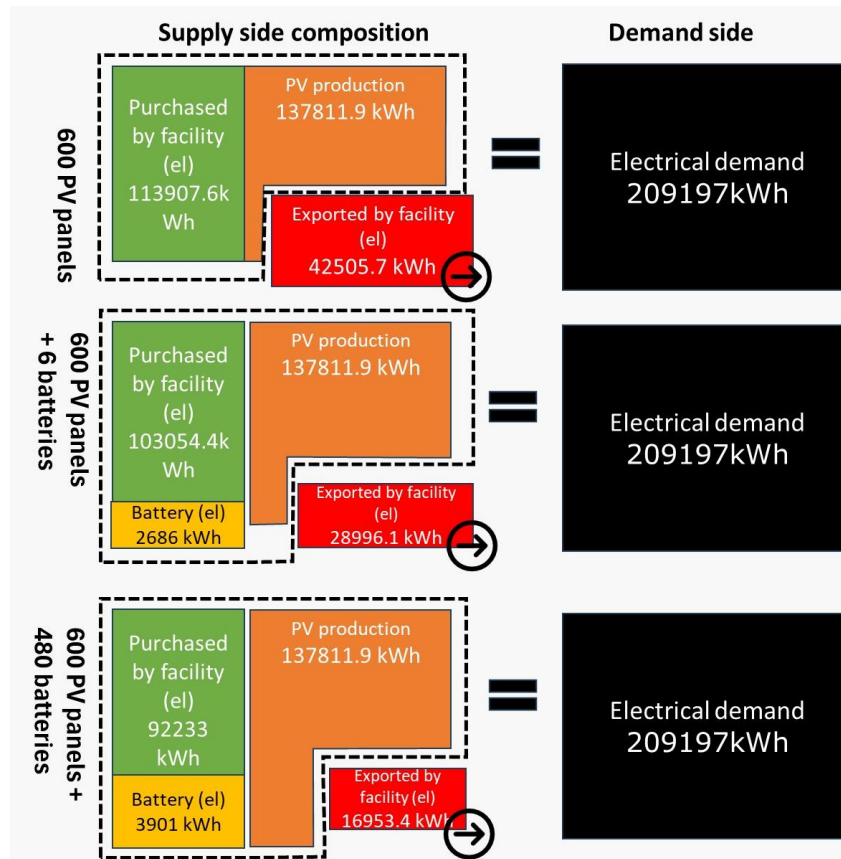 Supply side composition
Demand side
600 PV panels
Purchased
by facility
(el)
113907.6k
Wh
PV production
137811.9 kWh
Exported by facility
(el)
42505.7 kWh
=
Electrical demand
209197kWh
600 PV panels
+ 6 batteries
Purchased
by facility
(el)
103054.4k
Wh
Battery (el)
2686 kWh
PV production
137811.9 kWh
Exported by facility
(el)
28996.1 kWh
=
Electrical demand
209197kWh
600 PV panels +
480 batteries
Purchased
by facility
(el)
92233
kWh
Battery (el)
3901 kWh
PV production
137811.9 kWh
Exported by
facility (el)
16953.4 kWh
=
Electrical demand
209197kWh